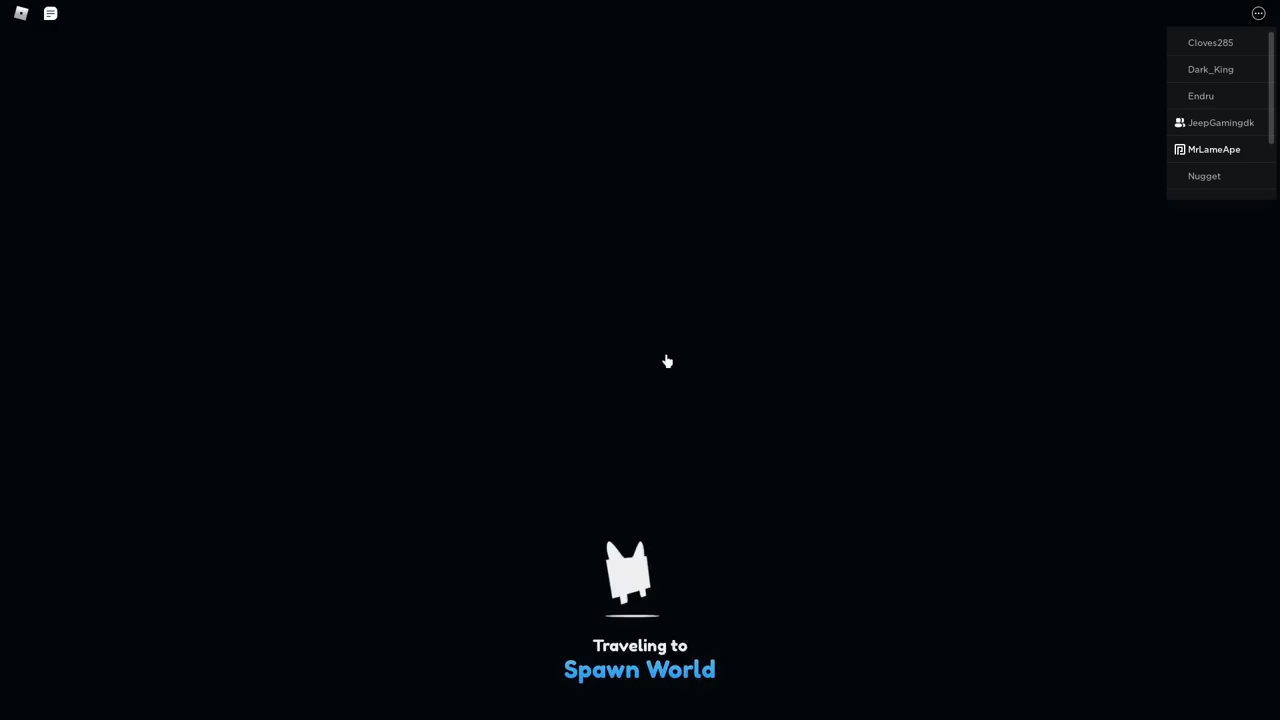 Cloves285
Dark_King
Endru
JeepGamingdk
MrLameApe
Nugget
Traveling to
Spawn World